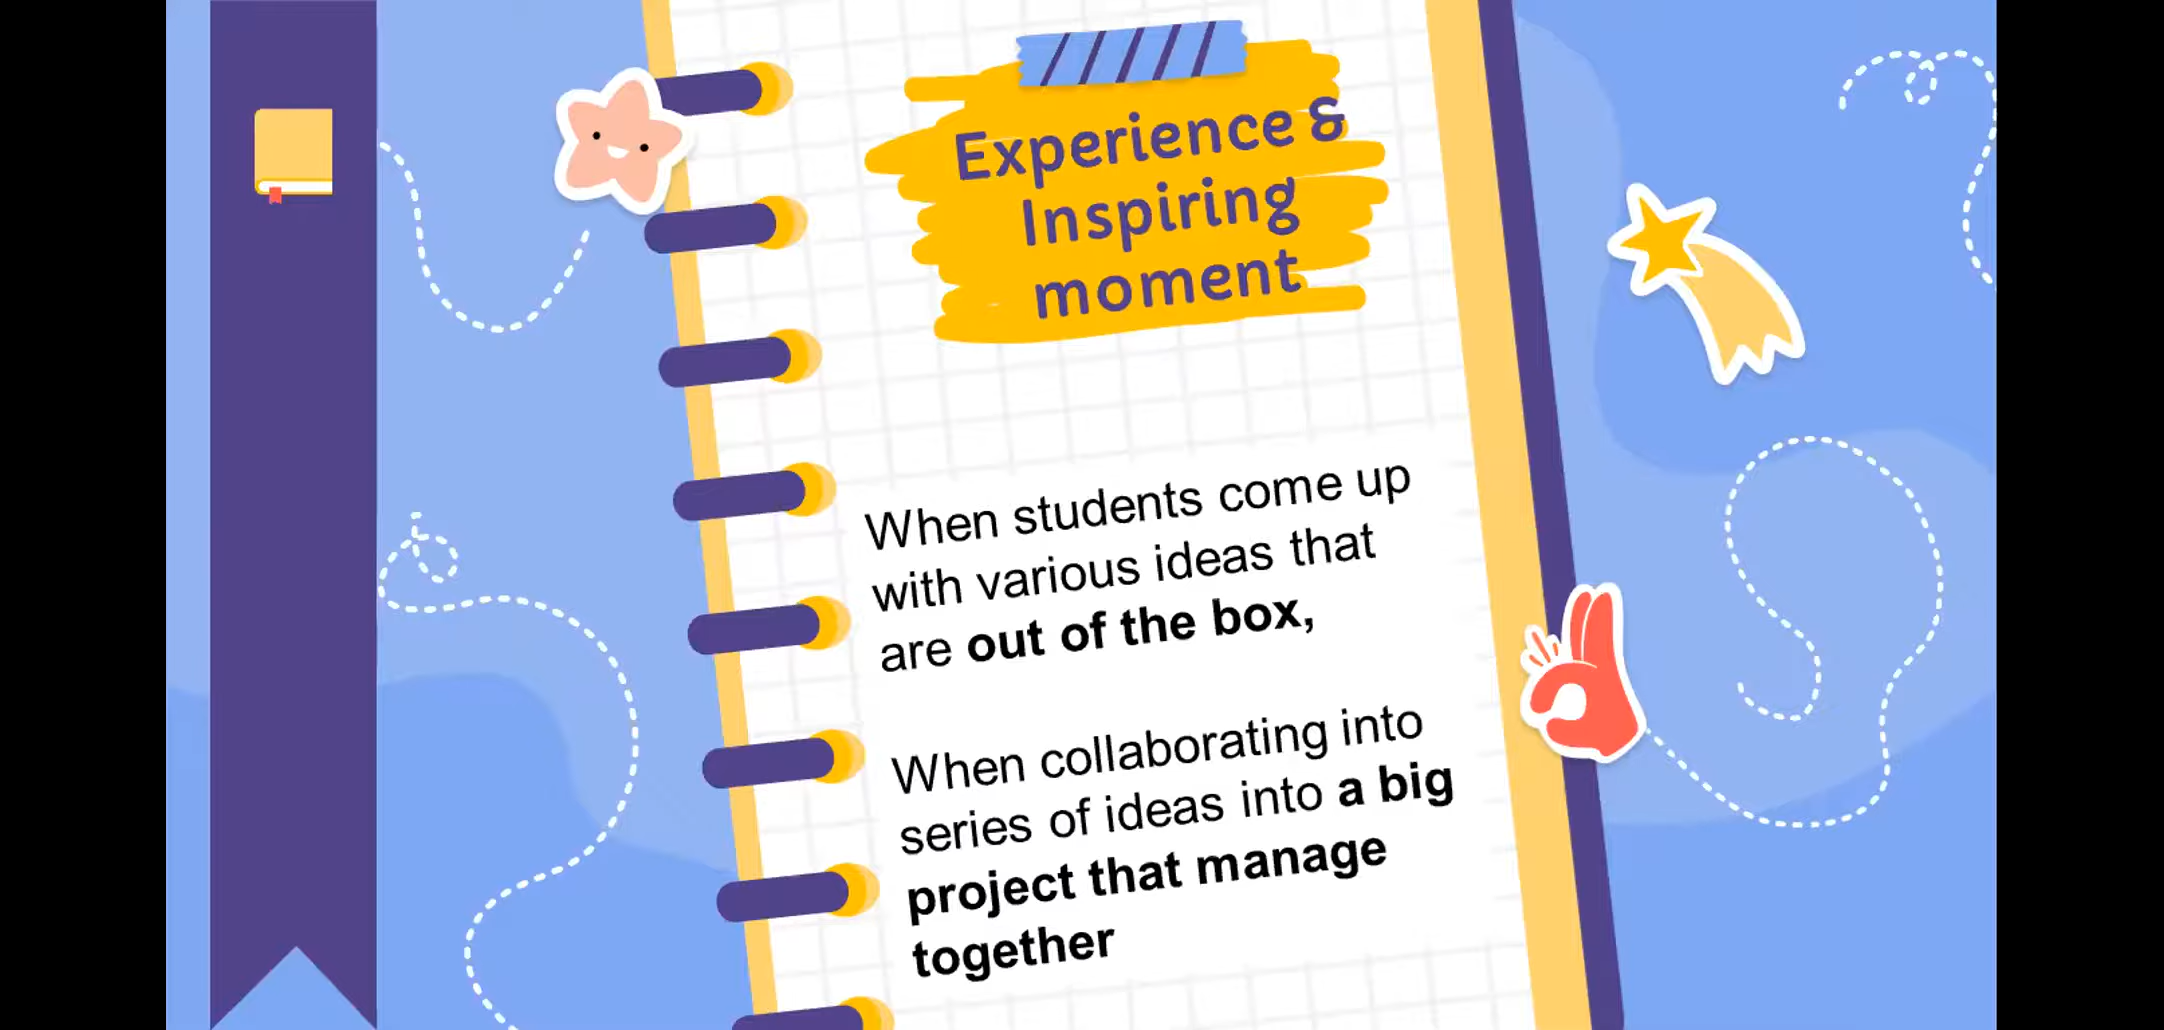 Experience &
Inspiring
moment
When students come up
with various ideas that
are out of the box,
When collaborating into
series of ideas into a big
project that manage
together